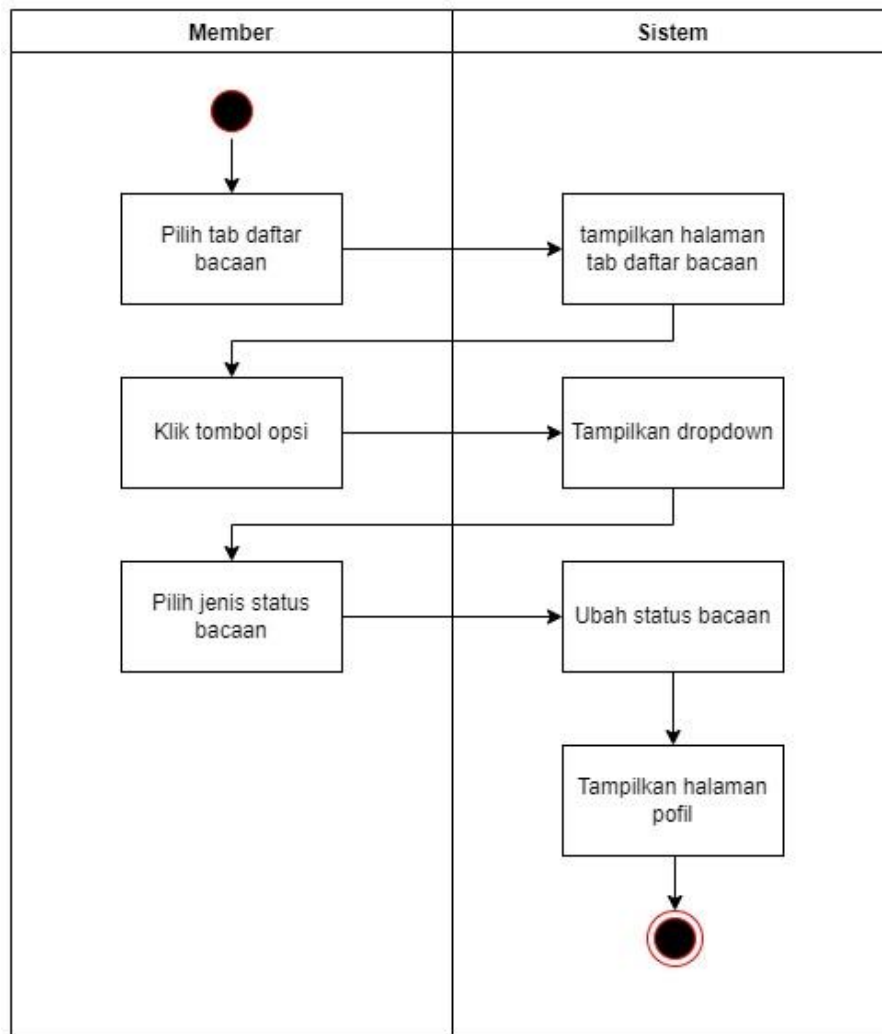 Member
Sistem
Pilih tab daftar
bacaan
tampilkan halaman
tab daftar bacaan
Klik tombol opsi
Tampilkan dropdown
Pilih jenis status
bacaan
Ubah status bacaan
Tampilkan halaman
pofil